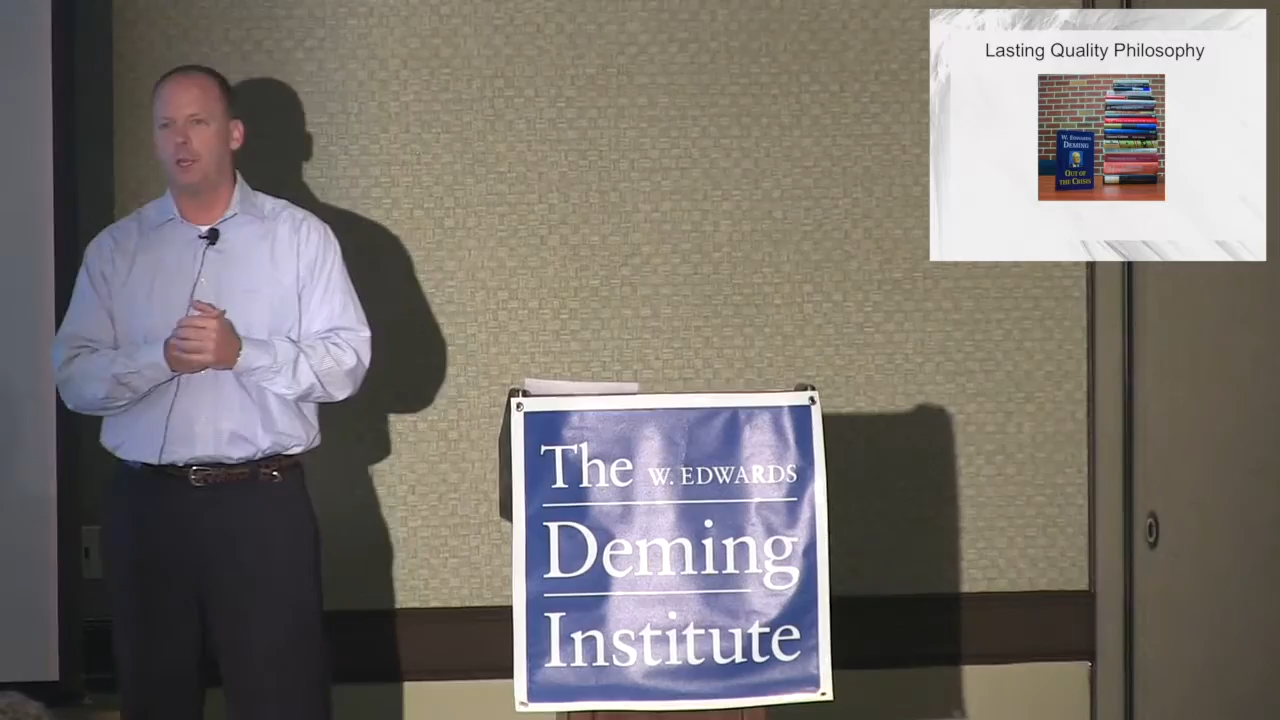 Lasting Quality Philosophy
W. EDWARDS
DEMING
OUT OF
THE CRISIS
The W. EDWARDS
Deming
Institute